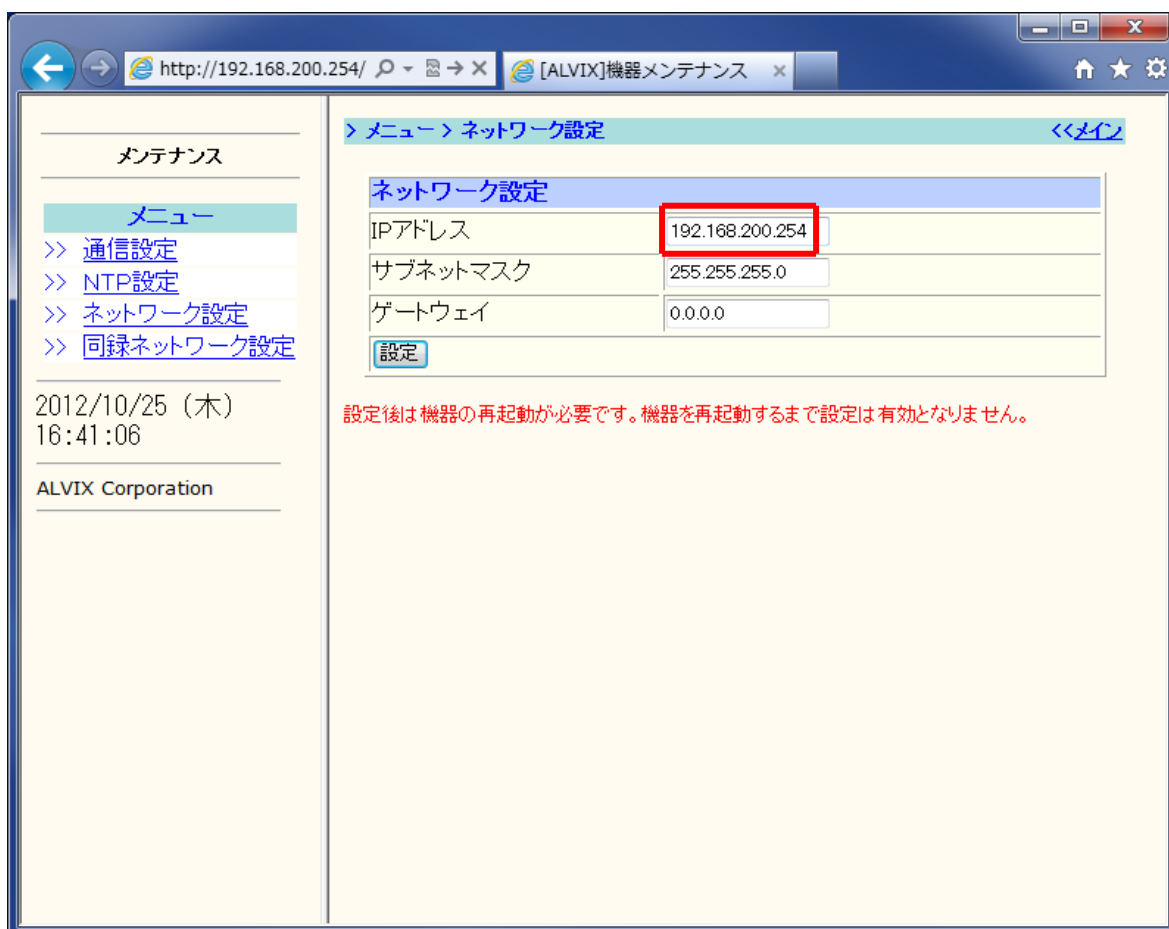 http://192.168.200.254/
[ALVIX]機器メンテナンス
メンテナンス
メニュー
>> 通信設定
>> NTP設定
>> ネットワーク設定
>> 同録ネットワーク設定
2012/10/25 (木)
16:41:06
ALVIX Corporation
> メニュー > ネットワーク設定 <<メイン
ネットワーク設定
IPアドレス 192.168.200.254
サブネットマスク 255.255.255.0
ゲートウェイ 0.0.0.0
設定
設定後は機器の再起動が必要です。機器を再起動するまで設定は有効となりません。